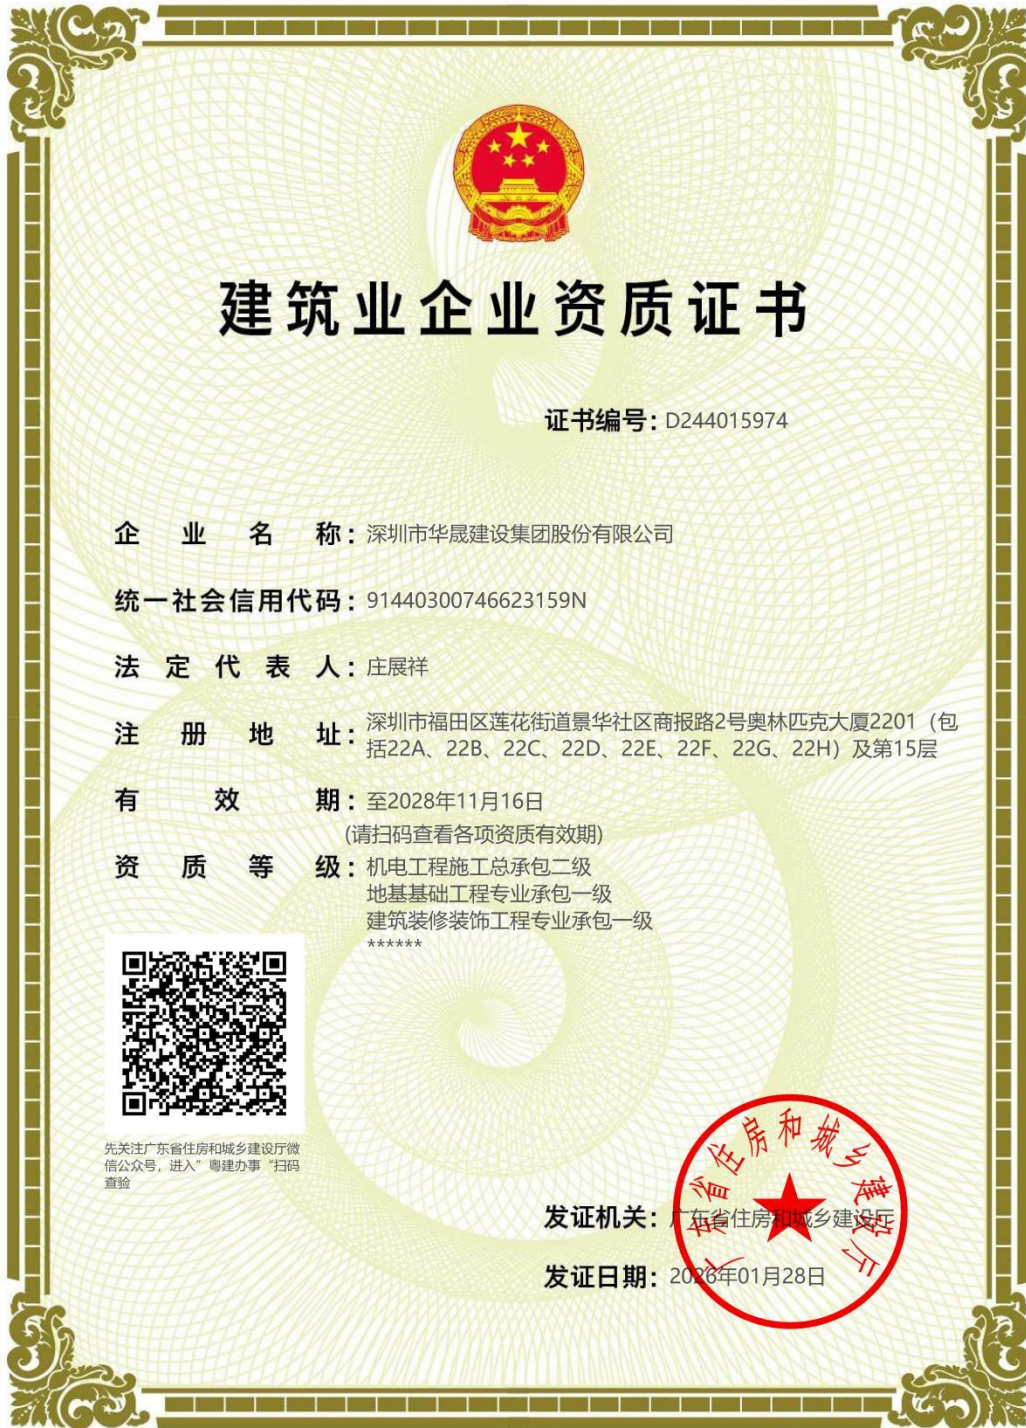 建筑业企业资质证书
证书编号：D244015974
企业名称：深圳市华晟建设集团股份有限公司
统一社会信用代码：91440300746623159N
法定代表人：庄展祥
注册地址：深圳市福田区莲花街道景华社区商报路2号奥林匹克大厦2201（包
括22A、22B、22C、22D、22E、22F、22G、22H）及第15层
有效期：至2028年11月16日
(请扫码查看各项资质有效期)
资质等级：机电工程施工总承包二级
地基基础工程专业承包一级
建筑装修装饰工程专业承包一级
******
先关注广东省住房和城乡建设厅微
信公众号，进入”粤建办事“扫码
查验
广东省住房和城乡建设厅
发证机关：广东省住房和城乡建设厅
发证日期：2026年01月28日